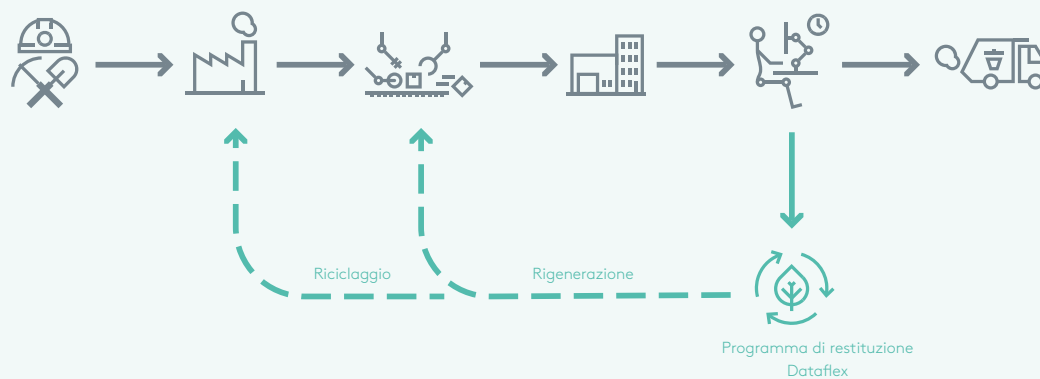 Riciclaggio
Rigenerazione
Programma di restituzione
Dataflex